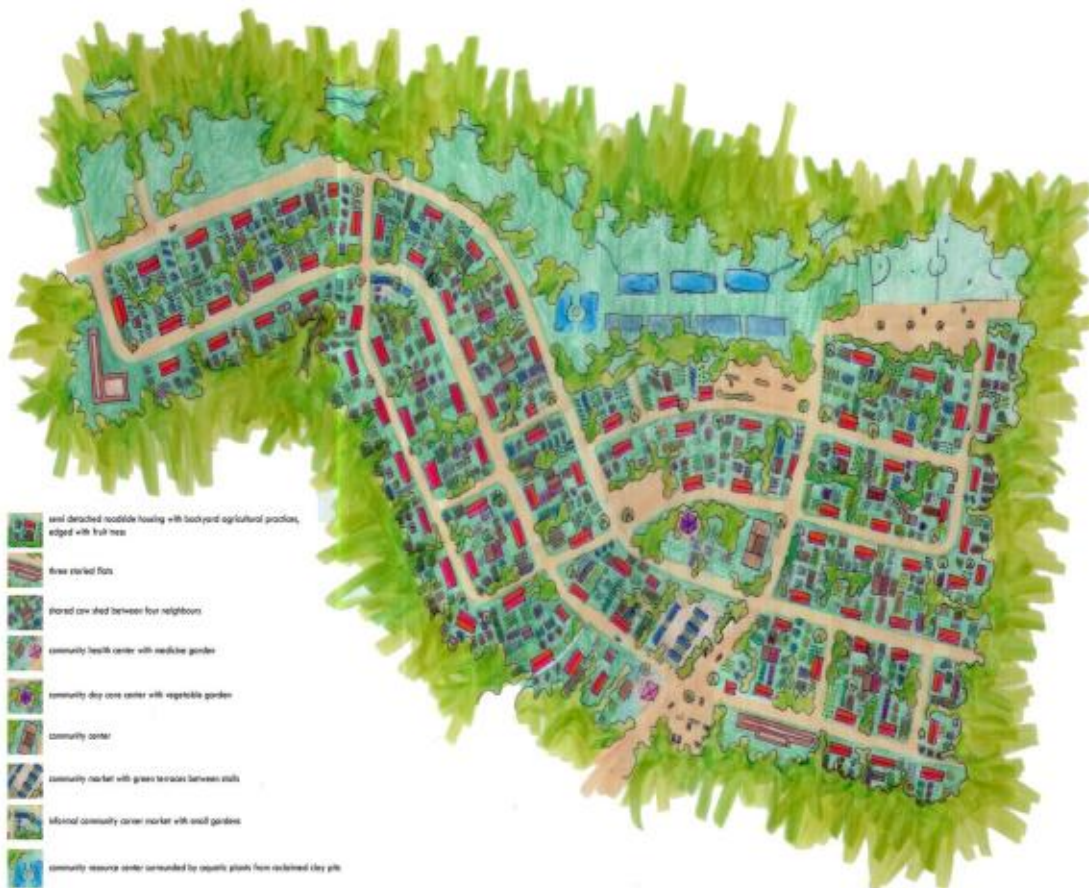 semi detached roadside housing with backyard agricultural practices,
edged with fruit trees
three storied flats
shared cow shed between four neighbours
community health center with medicine garden
community day care center with vegetable garden
community center
community market with green terraces between stalls
informal community corner market with small gardens
community resource center surrounded by aquatic plants from reclaimed clay pits